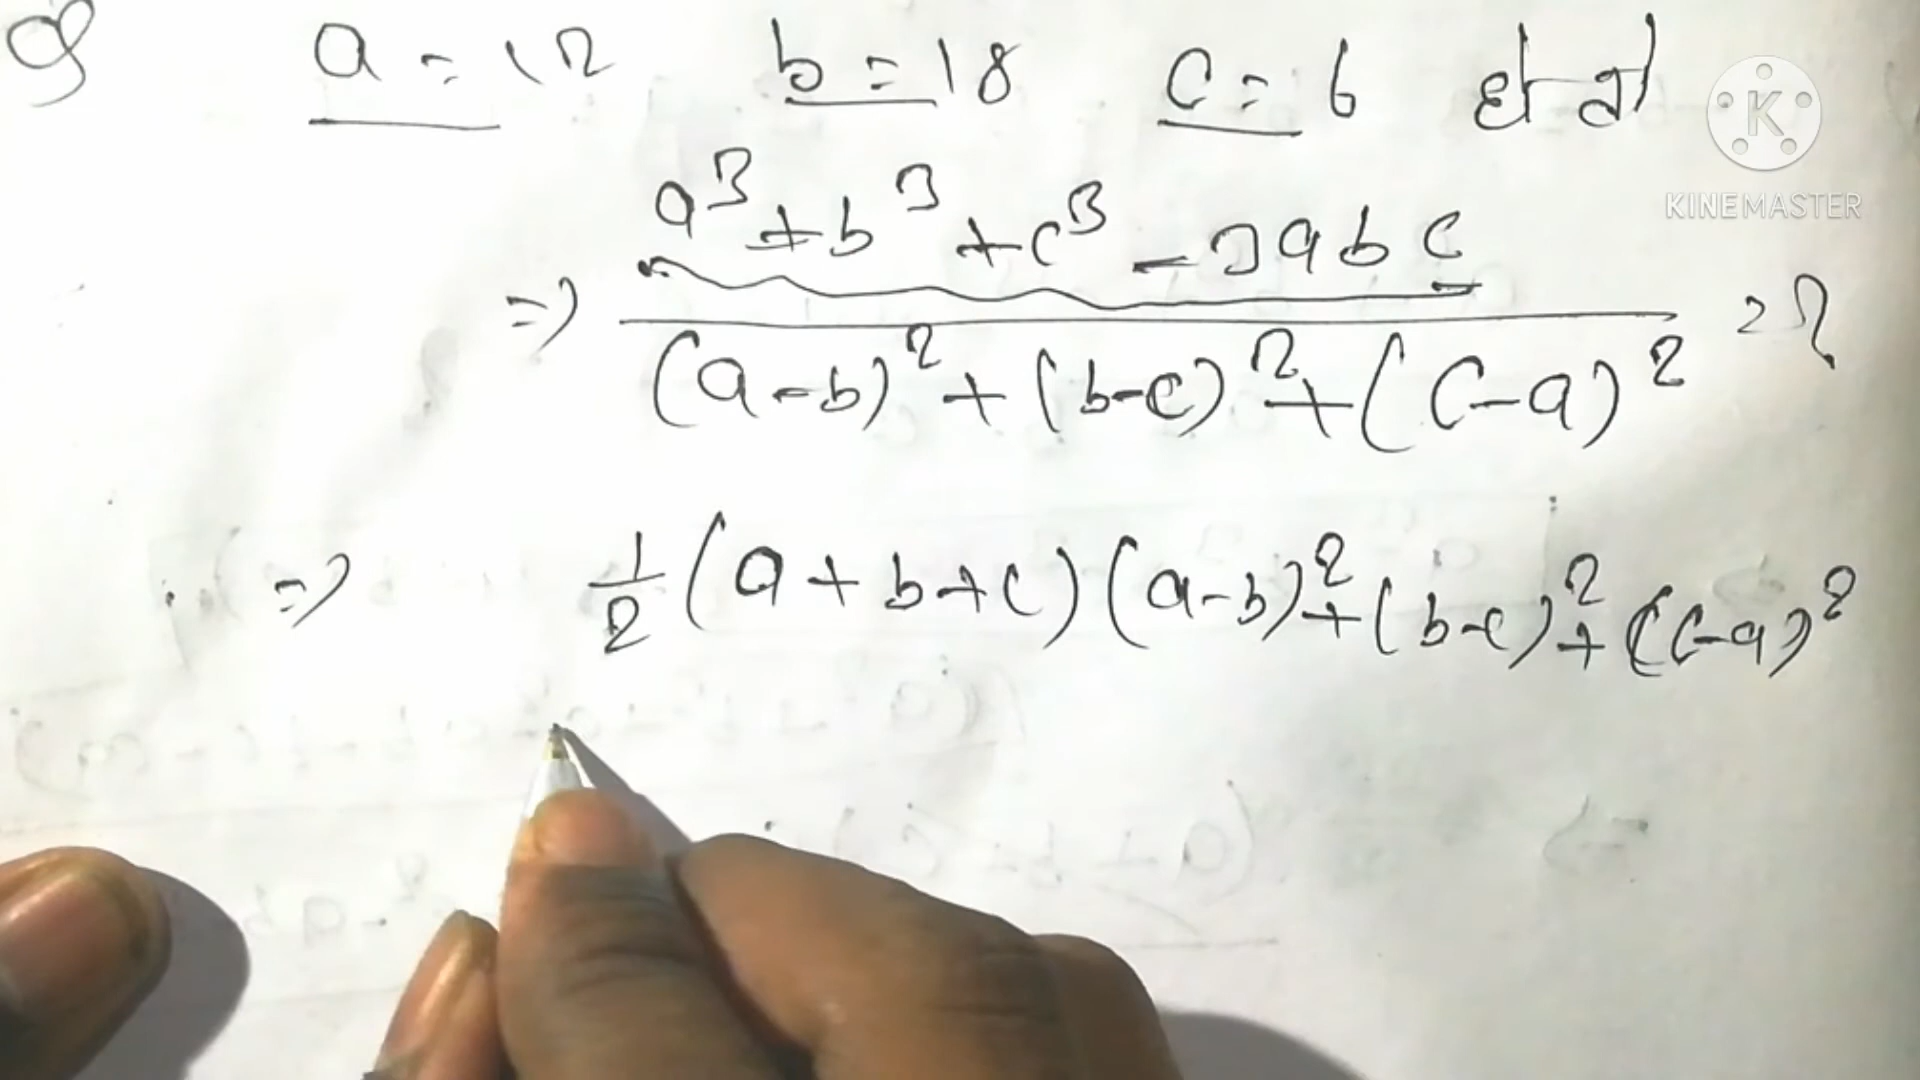 Q a = 12 b = 18 c = 6 हो तो
K
KINEMASTER
a³ + b³ + c³ - 3abc
=> = ?
(a-b)² + (b-c)² + (c-a)²
=> 1/2 (a+b+c) (a-b)² + (b-c)² + (c-a)²